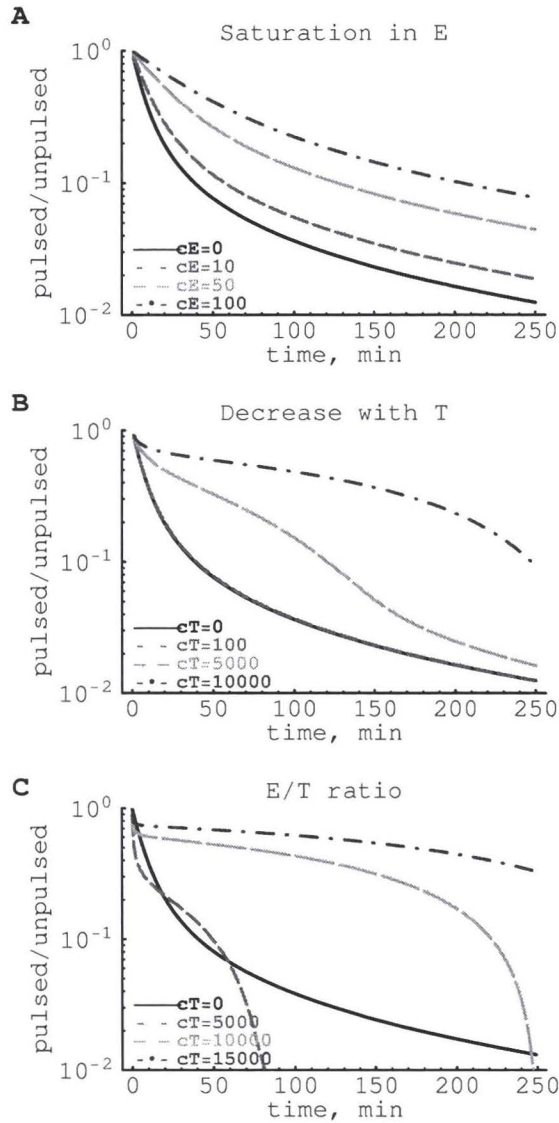 A
Saturation in E
10^0
10^-1
10^-2
pulsed/unpulsed
cE=0
cE=10
cE=50
cE=100
0 50 100 150 200 250
time, min
B
Decrease with T
10^0
10^-1
10^-2
pulsed/unpulsed
cT=0
cT=100
cT=5000
cT=10000
0 50 100 150 200 250
time, min
C
E/T ratio
10^0
10^-1
10^-2
pulsed/unpulsed
cT=0
cT=5000
cT=10000
cT=15000
0 50 100 150 200 250
time, min